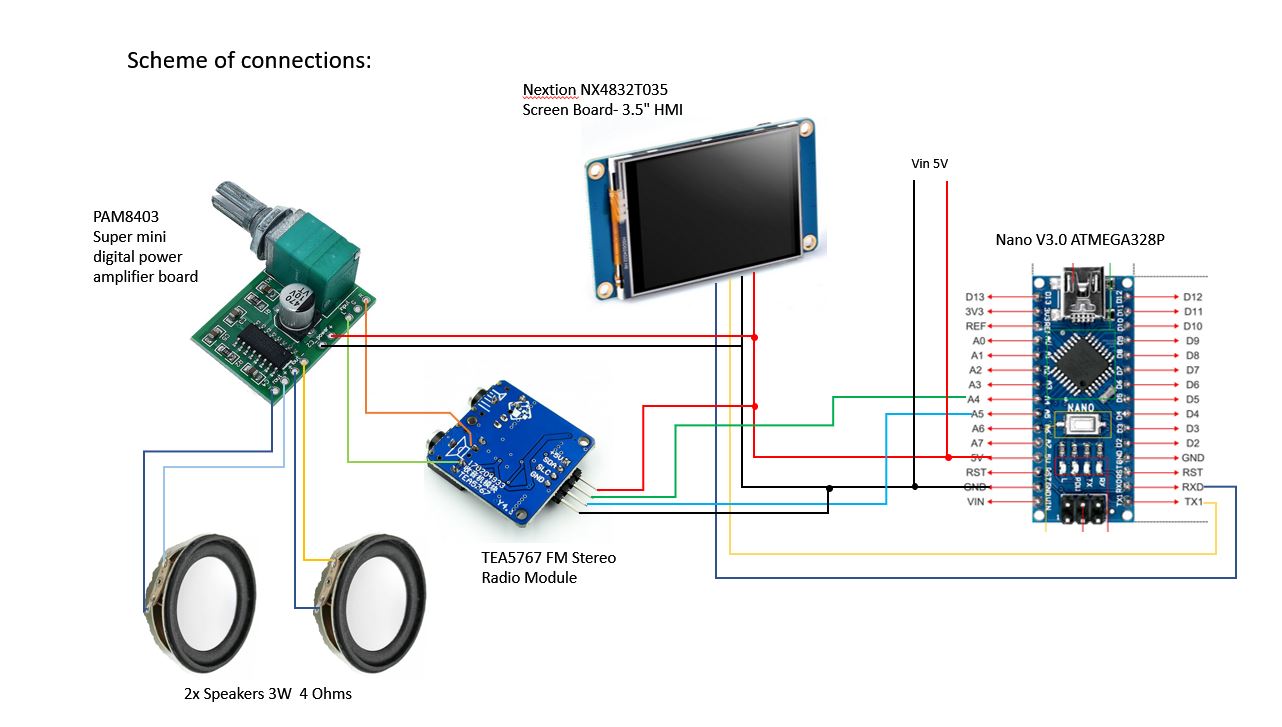 Scheme of connections:
Nextion NX4832T035
Screen Board- 3.5" HMI
Vin 5V
PAM8403
Super mini
digital power
amplifier board
Nano V3.0 ATMEGA328P
D13
3V3
REF
A0
A1
A2
A3
A4
A5
A6
A7
5V
RST
GND
VIN
D12
D11
D10
D9
D8
D7
D6
D5
D4
D3
D2
GND
RST
RXD
TX1
NANO
+5V
SDA
SLC
GND
TEA5767
TEA5767 FM Stereo
Radio Module
2x Speakers 3W 4 Ohms